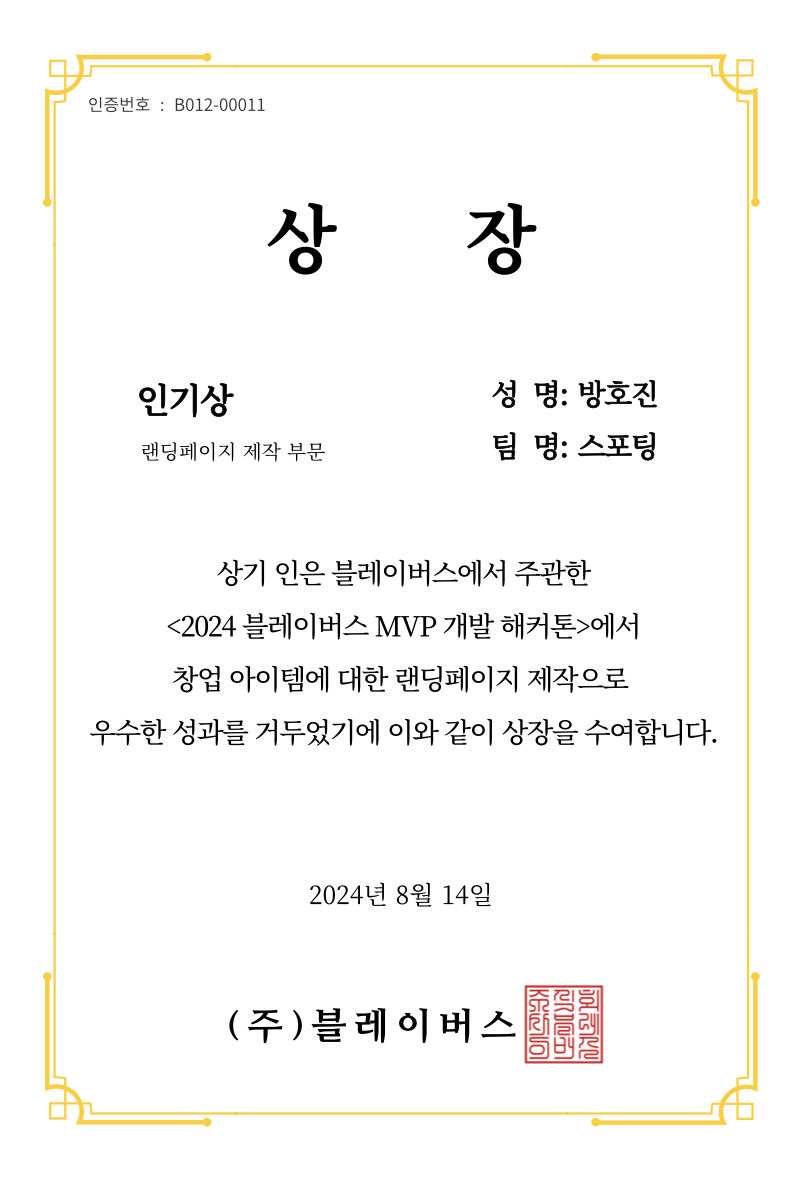 인증번호 : B012-00011
상 장
인기상
랜딩페이지 제작 부문
성 명: 방호진
팀 명: 스포팅
상기 인은 블레이버스에서 주관한
<2024 블레이버스 MVP 개발 해커톤>에서
창업 아이템에 대한 랜딩페이지 제작으로
우수한 성과를 거두었기에 이와 같이 상장을 수여합니다.
2024년 8월 14일
(주)블레이버스